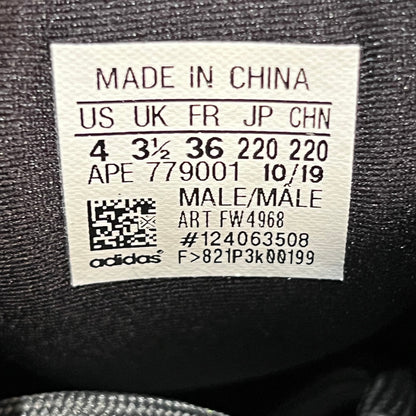 MADE IN CHINA
US UK FR JP CHN
4 3½ 36 220 220
APE 779001 10/19
MALE/MÂLE
ART FW4968
#124063508
adidas F>821P3k00199